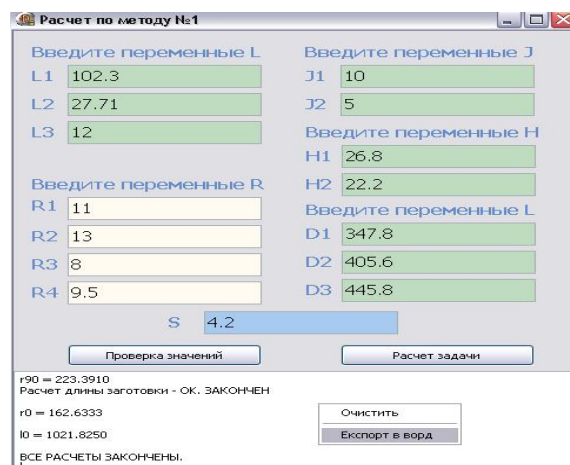 Расчет по методу №1
Введите переменные L
L1 102.3
L2 27.71
L3 12
Введите переменные R
R1 11
R2 13
R3 8
R4 9.5
Введите переменные J
J1 10
J2 5
Введите переменные H
H1 26.8
H2 22.2
Введите переменные L
D1 347.8
D2 405.6
D3 445.8
S 4.2
Проверка значений
Расчет задачи
r90 = 223.3910
Расчет длины заготовки - ОК. ЗАКОНЧЕН
r0 = 162.6333
l0 = 1021.8250
ВСЕ РАСЧЕТЫ ЗАКОНЧЕНЫ.
Очистить
Експорт в ворд